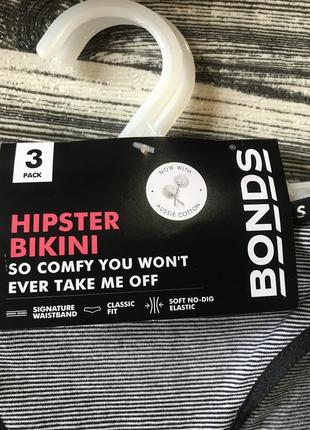 3
PACK
NOW WITH
AUSSIE COTTON
HIPSTER
BIKINI
SO COMFY YOU WON'T
EVER TAKE ME OFF
SIGNATURE
WAISTBAND
CLASSIC
FIT
SOFT NO-DIG
ELASTIC
BONDS
S